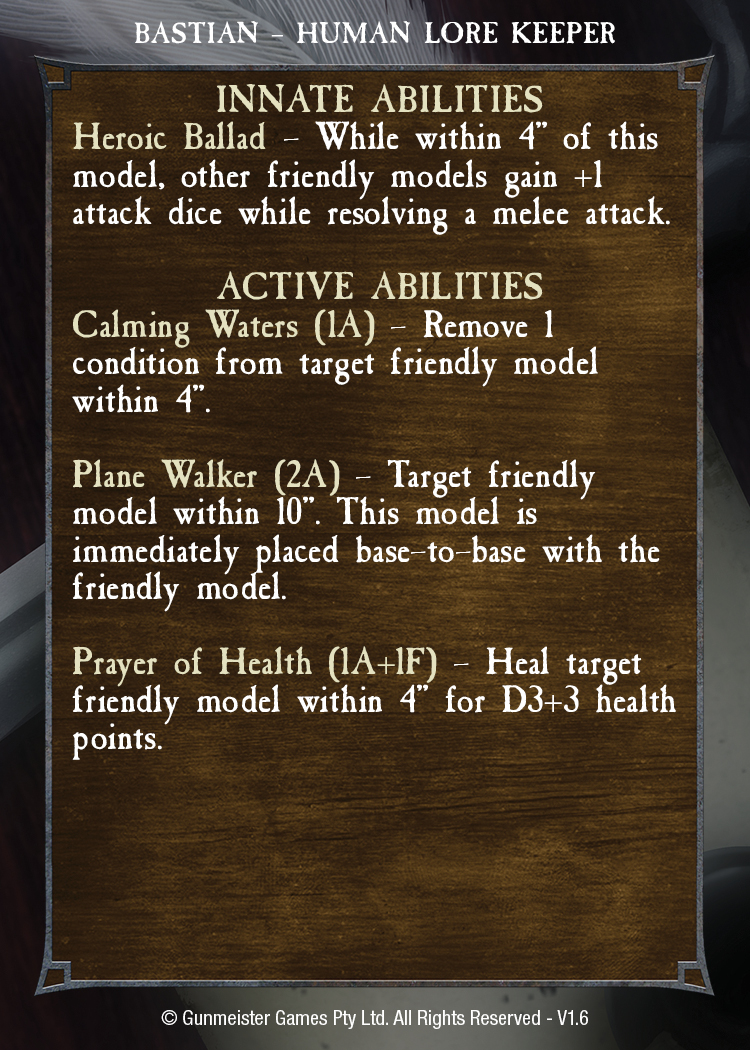 BASTIAN – HUMAN LORE KEEPER
INNATE ABILITIES
Heroic Ballad – While within 4” of this
model, other friendly models gain +1
attack dice while resolving a melee attack.
ACTIVE ABILITIES
Calming Waters (1A) – Remove 1
condition from target friendly model
within 4”.
Plane Walker (2A) – Target friendly
model within 10”. This model is
immediately placed base-to-base with the
friendly model.
Prayer of Health (1A+1F) – Heal target
friendly model within 4” for D3+3 health
points.
© Gunmeister Games Pty Ltd. All Rights Reserved - V1.6